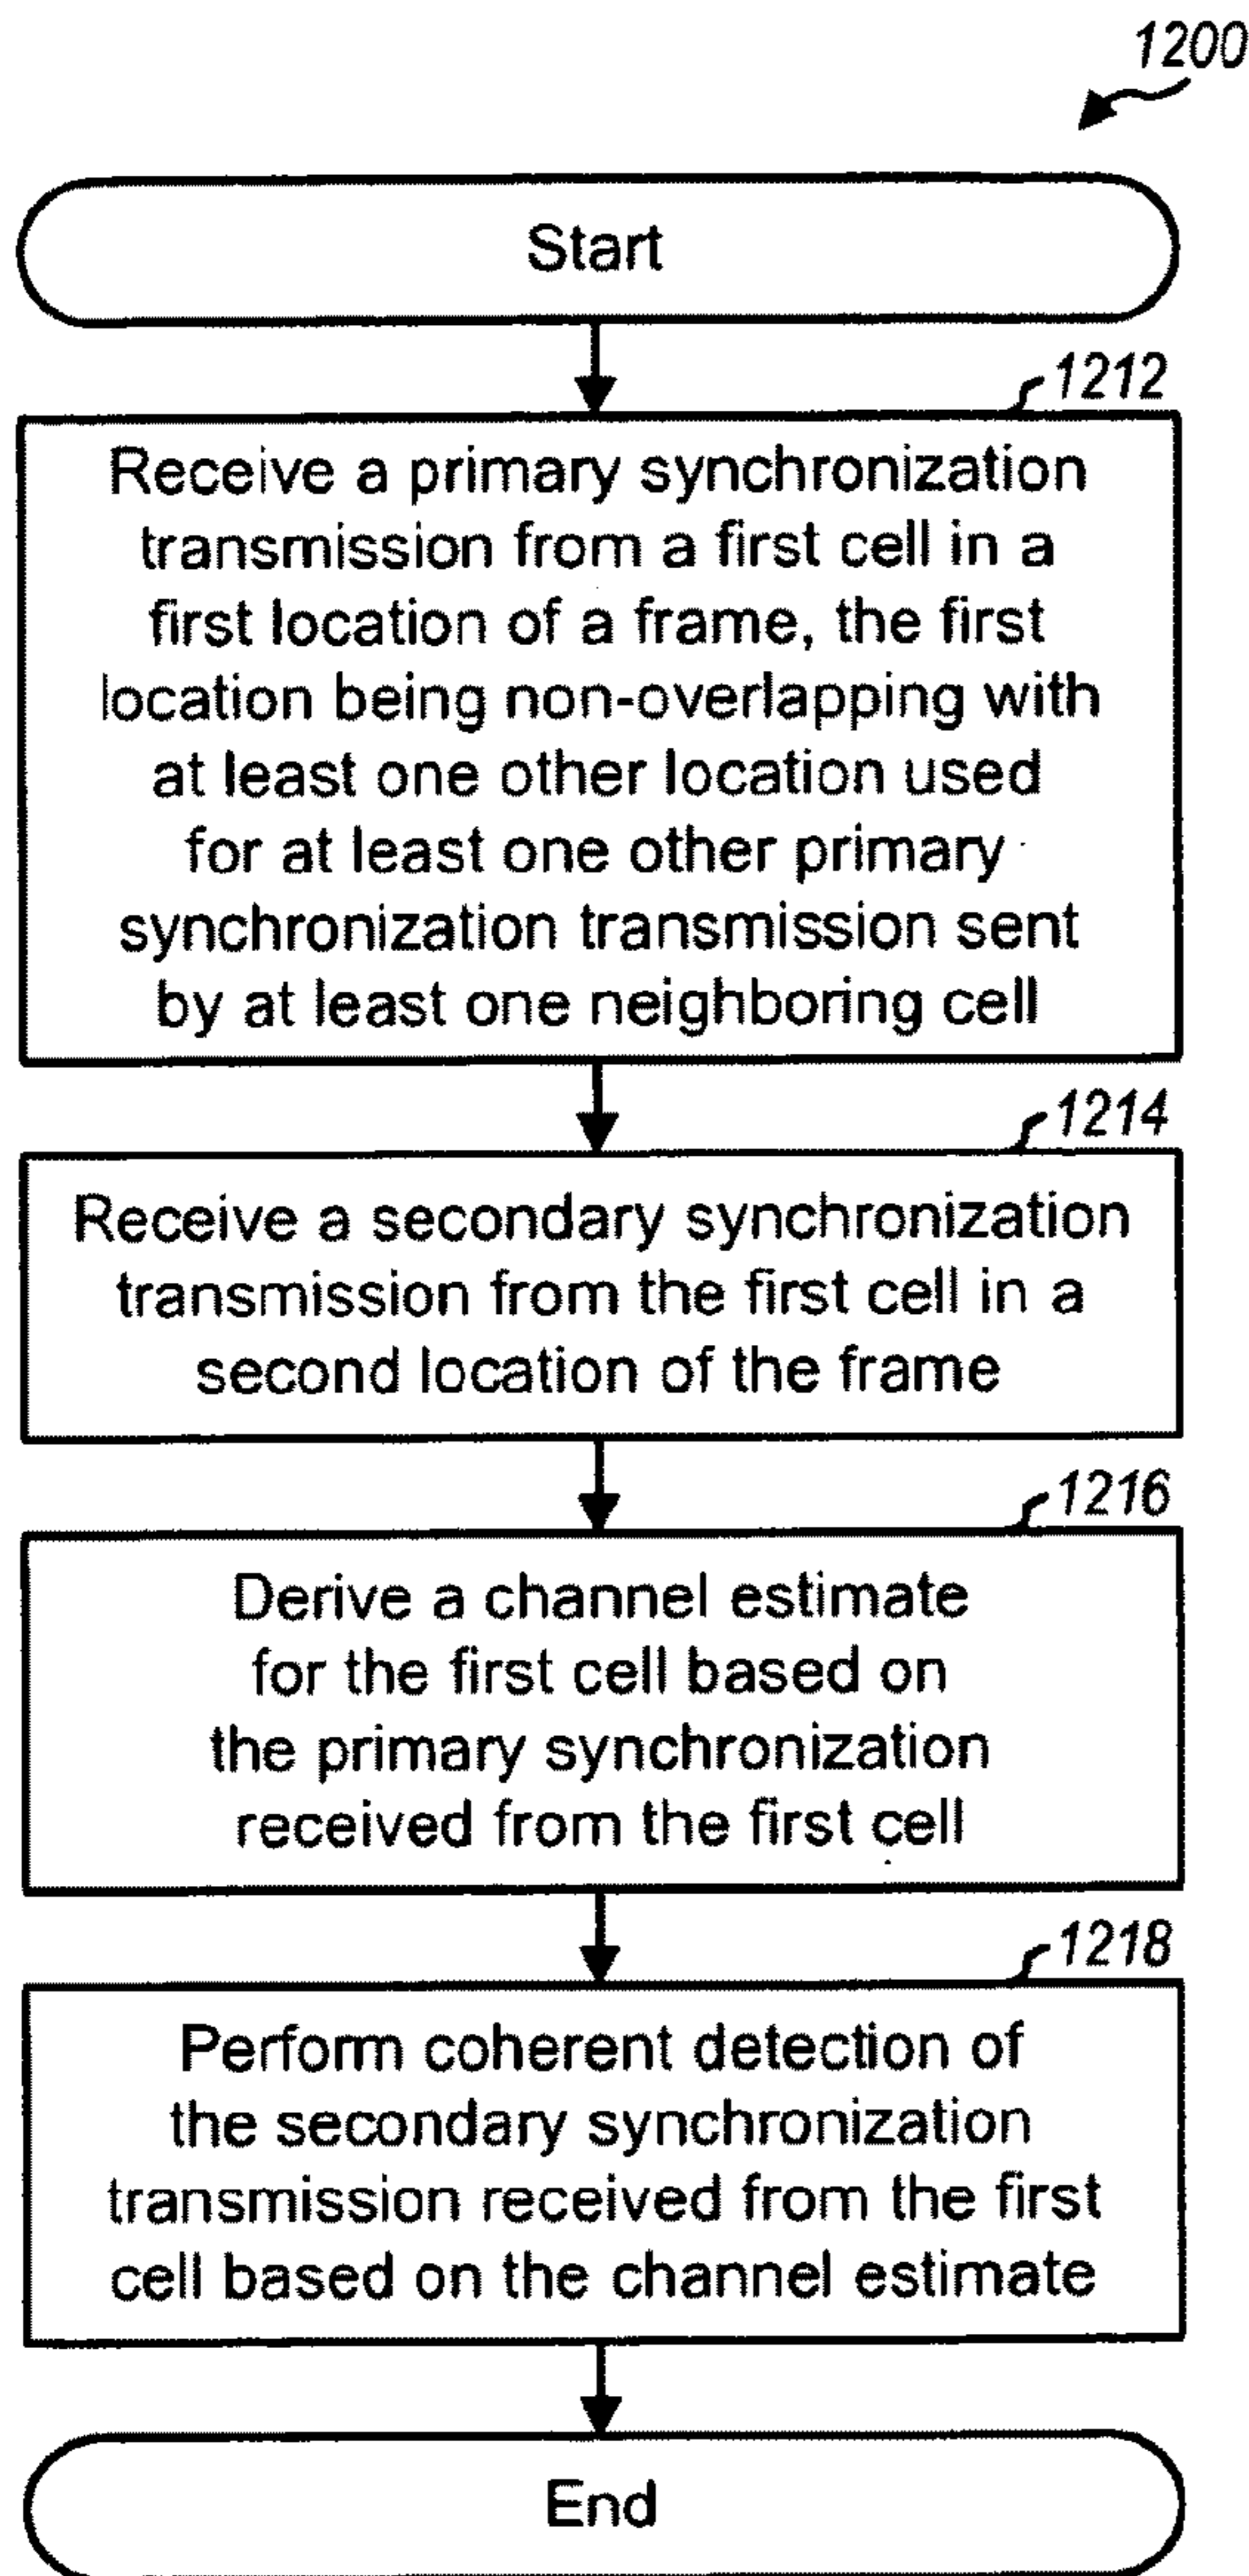 1200
Start
1212
Receive a primary synchronization
transmission from a first cell in a
first location of a frame, the first
location being non-overlapping with
at least one other location used
for at least one other primary
synchronization transmission sent
by at least one neighboring cell
1214
Receive a secondary synchronization
transmission from the first cell in a
second location of the frame
1216
Derive a channel estimate
for the first cell based on
the primary synchronization
received from the first cell
1218
Perform coherent detection of
the secondary synchronization
transmission received from the first
cell based on the channel estimate
End